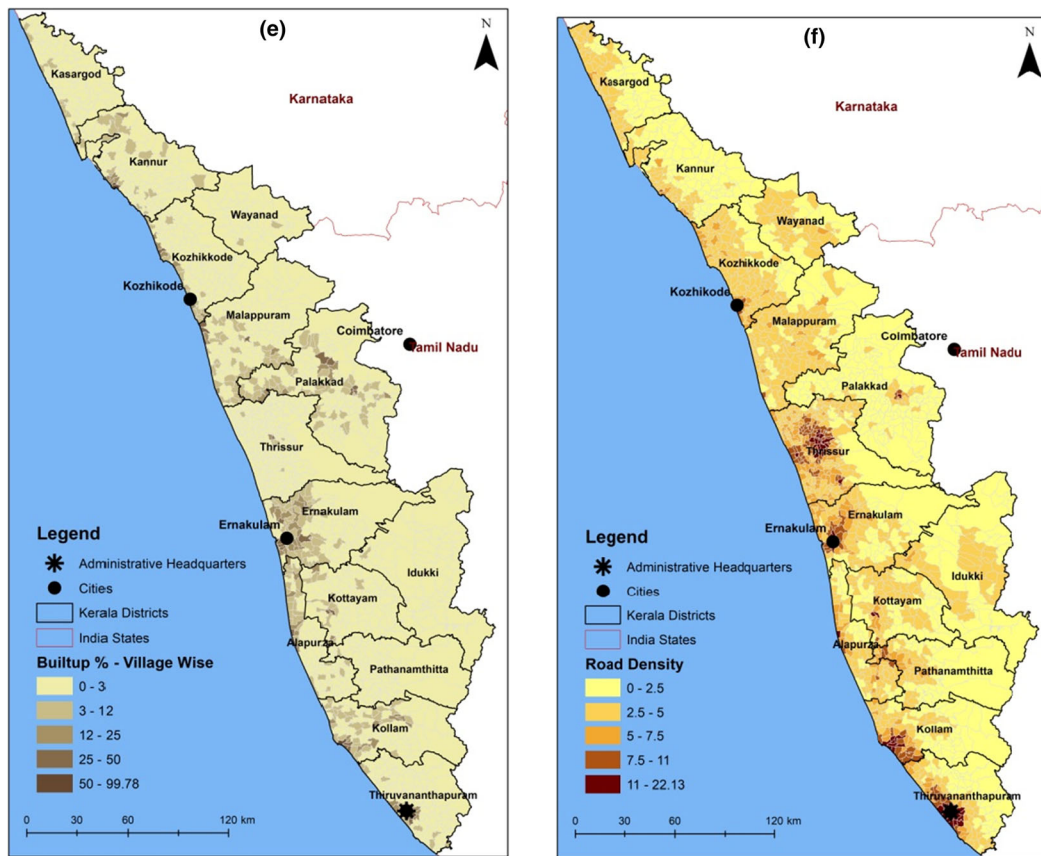 (e)
N
Kasargod
Karnataka
Kannur
Wayanad
Kozhikkode
Kozhikode
Malappuram
Coimbatore
Tamil Nadu
Palakkad
Thrissur
Ernakulam
Ernakulam
Idukki
Kottayam
Alapurza
Pathanamthitta
Kollam
Thiruvananthapuram
Legend
Administrative Headquarters
Cities
Kerala Districts
India States
Builtup % - Village Wise
0 - 3
3 - 12
12 - 25
25 - 50
50 - 99.78
0 30 60 120 km
(f)
N
Kasargod
Karnataka
Kannur
Wayanad
Kozhikkode
Kozhikode
Malappuram
Coimbatore
Tamil Nadu
Palakkad
Thrissur
Ernakulam
Ernakulam
Idukki
Kottayam
Alapurza
Pathanamthitta
Kollam
Thiruvananthapuram
Legend
Administrative Headquarters
Cities
Kerala Districts
India States
Road Density
0 - 2.5
2.5 - 5
5 - 7.5
7.5 - 11
11 - 22.13
0 30 60 120 km